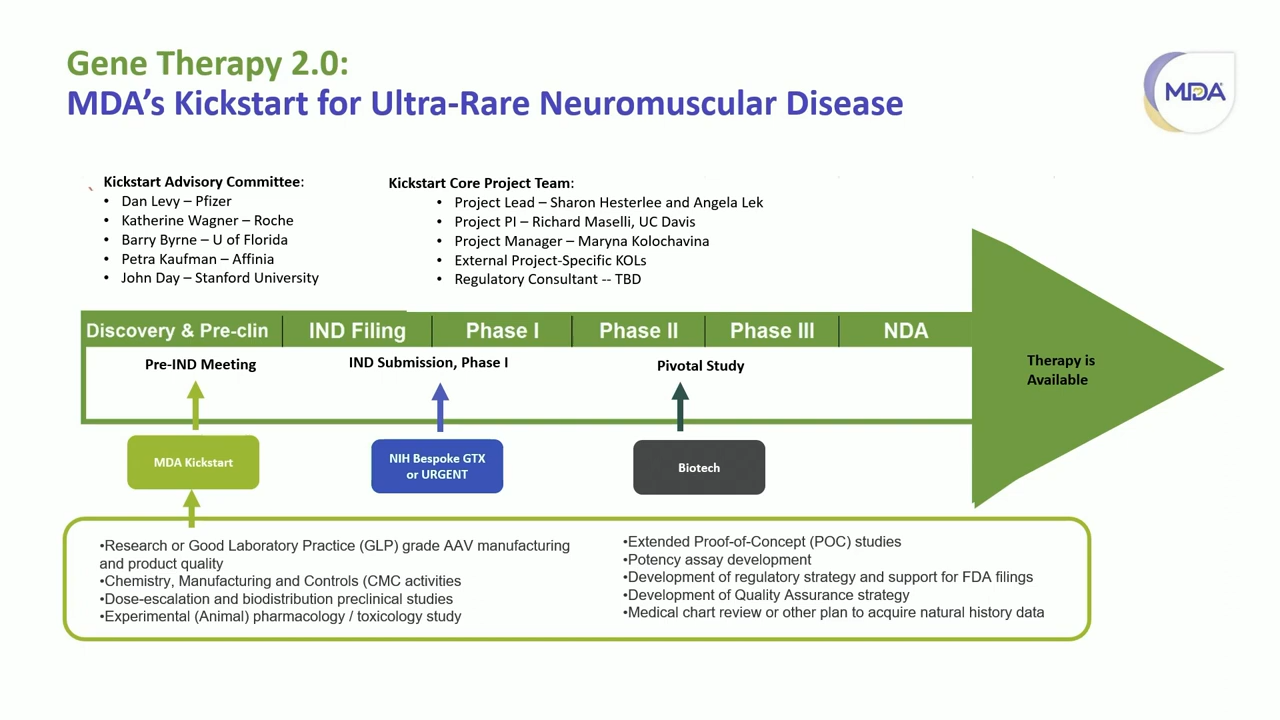 Gene Therapy 2.0:
MDA's Kickstart for Ultra-Rare Neuromuscular Disease
MDA
Kickstart Advisory Committee:
• Dan Levy – Pfizer
• Katherine Wagner – Roche
• Barry Byrne – U of Florida
• Petra Kaufman – Affinia
• John Day – Stanford University
Kickstart Core Project Team:
• Project Lead – Sharon Hesterlee and Angela Lek
• Project PI – Richard Maselli, UC Davis
• Project Manager – Maryna Kolochavina
• External Project-Specific KOLs
• Regulatory Consultant -- TBD
Discovery & Pre-clin
IND Filing
Phase I
Phase II
Phase III
NDA
Pre-IND Meeting
IND Submission, Phase I
Pivotal Study
Therapy is
Available
MDA Kickstart
NIH Bespoke GTX
or URGENT
Biotech
•Research or Good Laboratory Practice (GLP) grade AAV manufacturing
and product quality
•Chemistry, Manufacturing and Controls (CMC activities
•Dose-escalation and biodistribution preclinical studies
•Experimental (Animal) pharmacology / toxicology study
•Extended Proof-of-Concept (POC) studies
•Potency assay development
•Development of regulatory strategy and support for FDA filings
•Development of Quality Assurance strategy
•Medical chart review or other plan to acquire natural history data